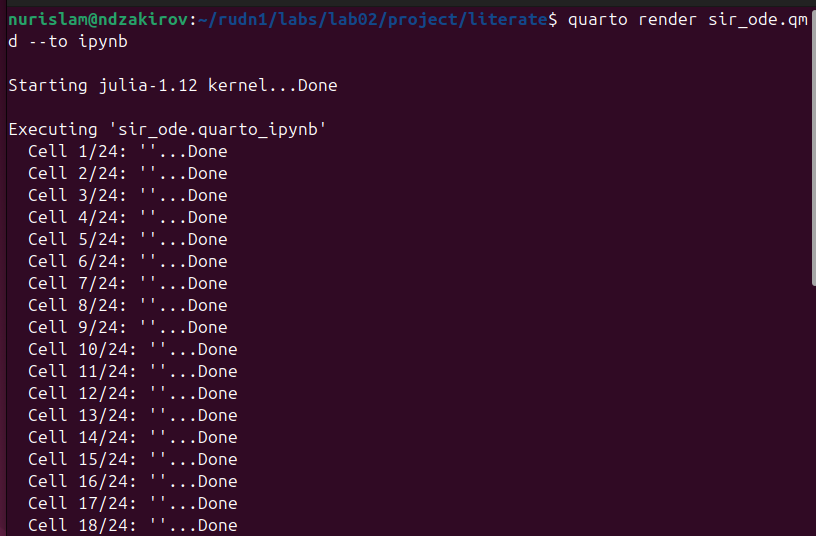 nurislam@ndzakirov:~/rudn1/labs/lab02/project/literate$ quarto render sir_ode.qm
d --to ipynb
Starting julia-1.12 kernel...Done
Executing 'sir_ode.quarto_ipynb'
  Cell 1/24: ''...Done
  Cell 2/24: ''...Done
  Cell 3/24: ''...Done
  Cell 4/24: ''...Done
  Cell 5/24: ''...Done
  Cell 6/24: ''...Done
  Cell 7/24: ''...Done
  Cell 8/24: ''...Done
  Cell 9/24: ''...Done
  Cell 10/24: ''...Done
  Cell 11/24: ''...Done
  Cell 12/24: ''...Done
  Cell 13/24: ''...Done
  Cell 14/24: ''...Done
  Cell 15/24: ''...Done
  Cell 16/24: ''...Done
  Cell 17/24: ''...Done
  Cell 18/24: ''...Done